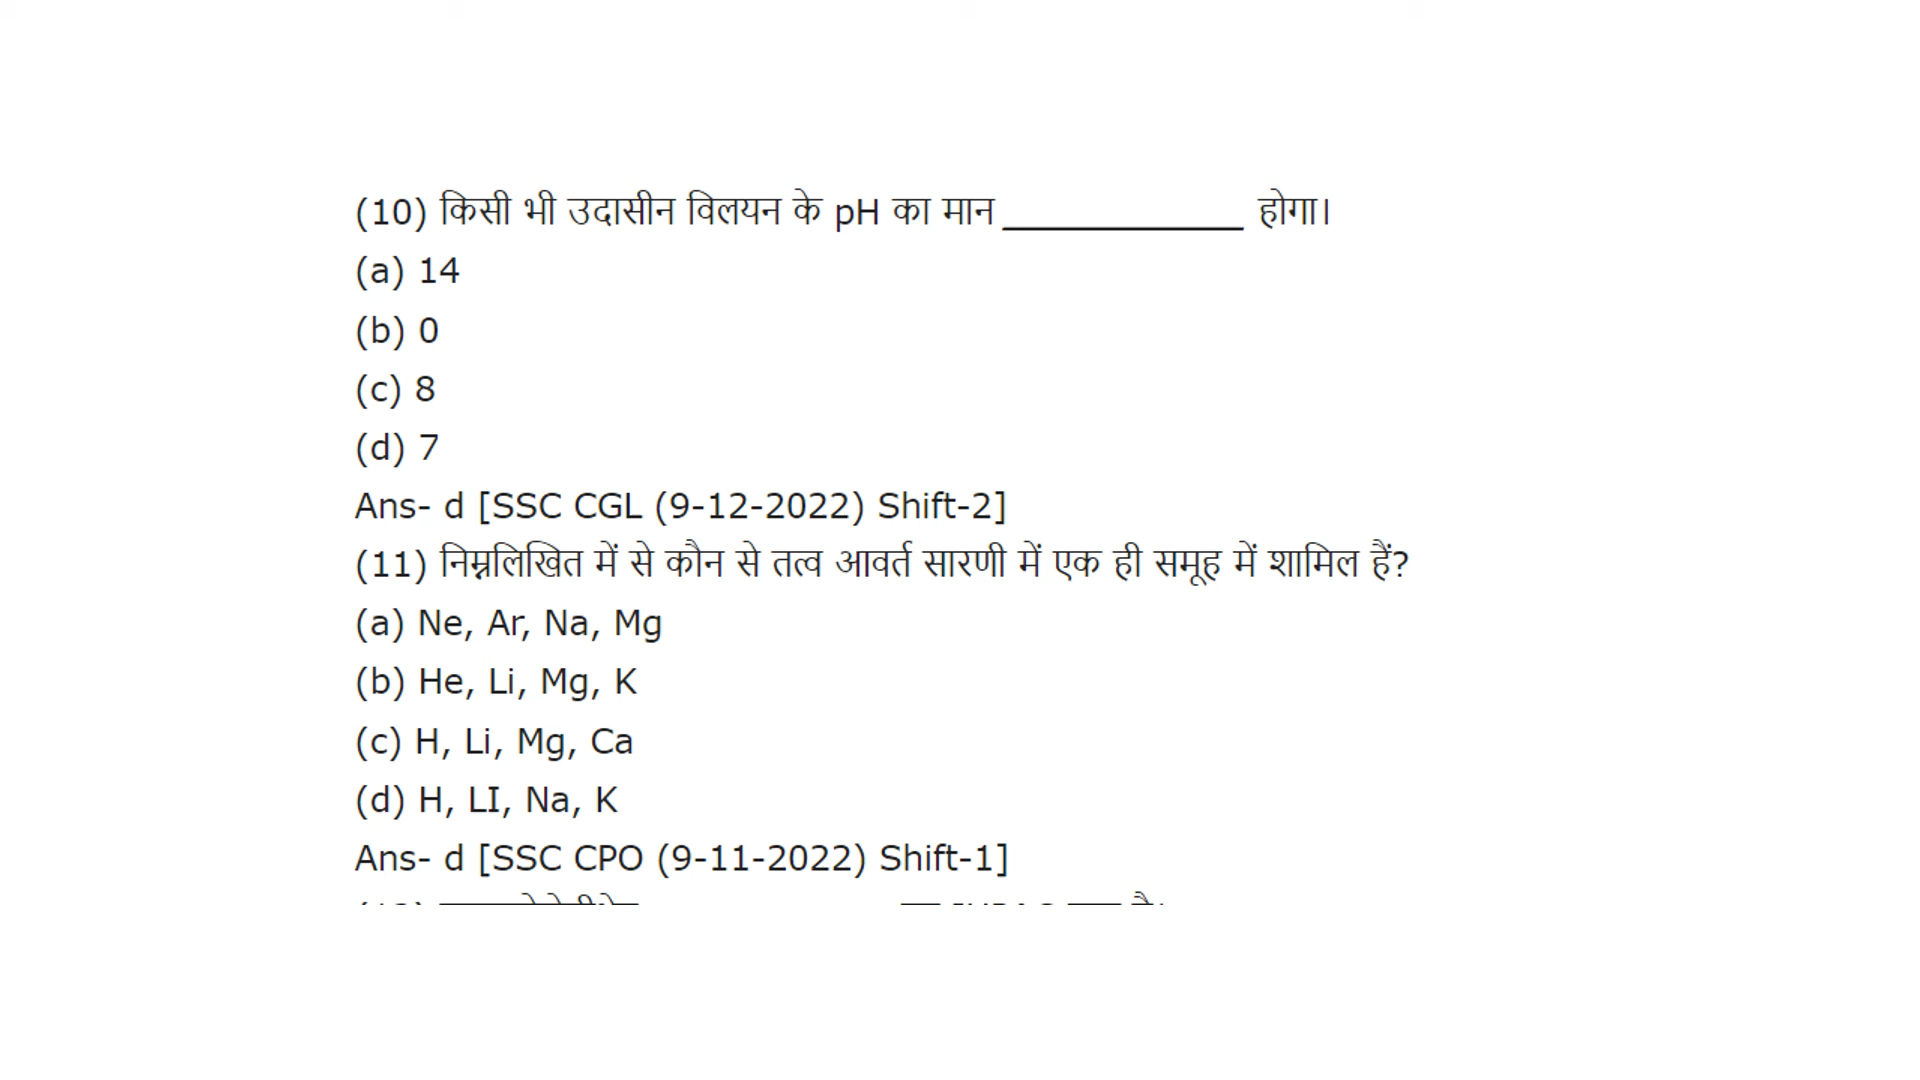 (10) किसी भी उदासीन विलयन के pH का मान ____________ होगा।
(a) 14
(b) 0
(c) 8
(d) 7
Ans- d [SSC CGL (9-12-2022) Shift-2]
(11) निम्नलिखित में से कौन से तत्व आवर्त सारणी में एक ही समूह में शामिल हैं?
(a) Ne, Ar, Na, Mg
(b) He, Li, Mg, K
(c) H, Li, Mg, Ca
(d) H, LI, Na, K
Ans- d [SSC CPO (9-11-2022) Shift-1]